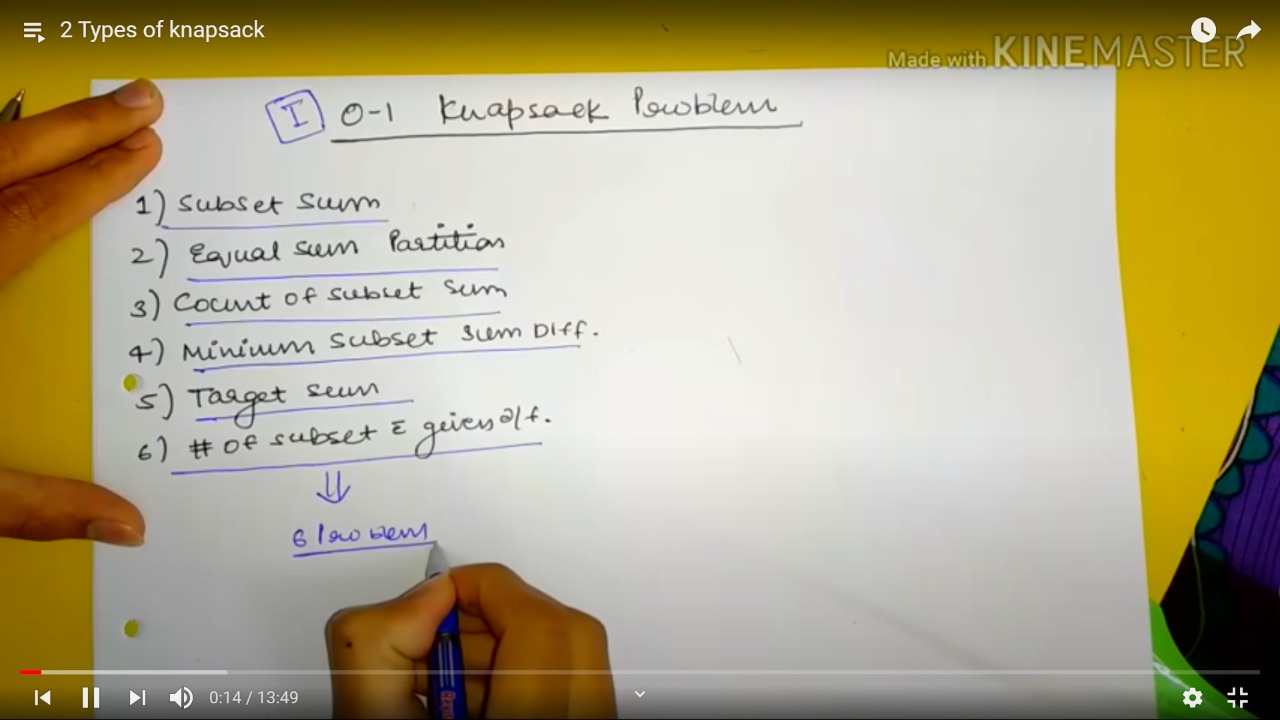 2 Types of knapsack
Made with KINEMASTER
I 0-1 Knapsack Problem
1) Subset Sum
2) Equal Sum Partition
3) Count of Subset Sum
4) Minium Subset Sum Diff.
5) Target Sum
6) # of subset given
⇓
6 Problem
0:14 / 13:49